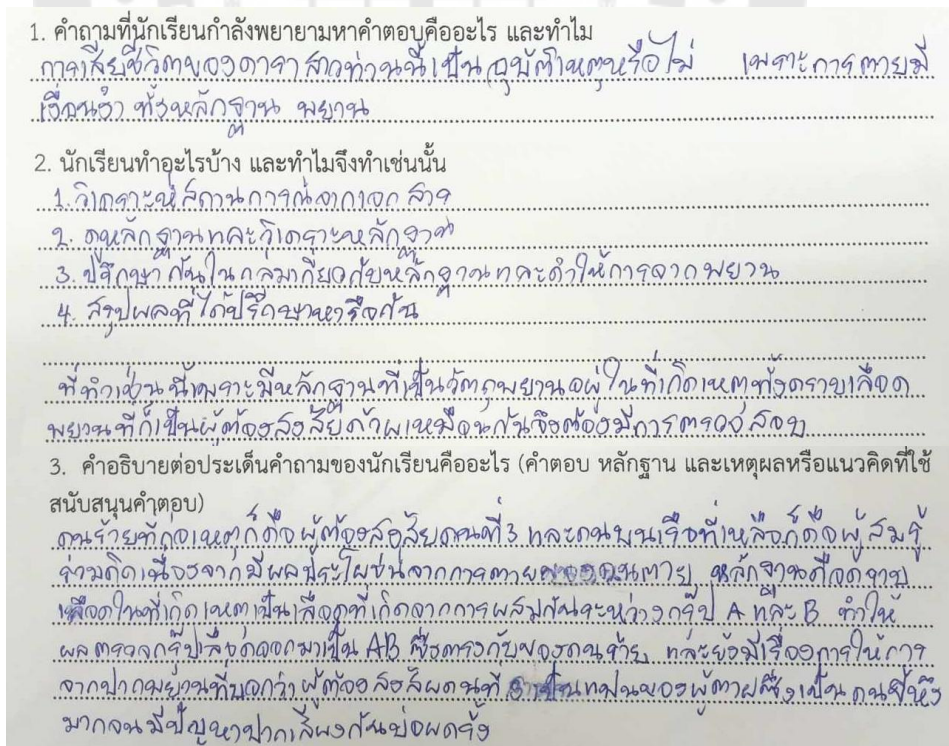 1. คำถามที่นักเรียนกำลังพยายามหาคำตอบคืออะไร และทำไม
การเสียชีวิตของดาราสาวท่านนี้เป็นอุบัติเหตุหรือไม่ เพราะการตายมี
เงื่อนงำ ทั้งหลักฐาน พยาน
2. นักเรียนทำอะไรบ้าง และทำไมจึงทำเช่นนั้น
1. วิเคราะห์สถานการณ์จากเอกสาร
2. ดูหลักฐานและวิเคราะห์หลักฐาน
3. ปรึกษากันในกลุ่มเกี่ยวกับหลักฐานและคำให้การจากพยาน
4. สรุปผลที่ได้ปรึกษาหารือกัน
ที่ทำเช่นนี้เพราะมีหลักฐานที่เป็นวัตถุพยานอยู่ในที่เกิดเหตุทั้งคราบเลือด
พยานที่ก็เป็นผู้ต้องสงสัยด้วยเหมือนกันจึงต้องมีการตรวจสอบ
3. คำอธิบายต่อประเด็นคำถามของนักเรียนคืออะไร (คำตอบ หลักฐาน และเหตุผลหรือแนวคิดที่ใช้
สนับสนุนคำตอบ)
คนร้ายที่ก่อเหตุก็คือผู้ต้องสงสัยคนที่3 และคนบนเรือที่เหลือก็คือผู้สมรู้
ร่วมคิดเนื่องจากมีผลประโยชน์จากการตายของคนตาย หลักฐานคือคราบ
เลือดในที่เกิดเหตุเป็นเลือดที่เกิดจากการผสมกันระหว่างกรุ๊ป A และ B ทำให้
ผลตรวจกรุ๊ปเลือดออกมาเป็น AB ซึ่งตรงกับของคนร้าย และยังมีเรื่องการให้การ
จากปากพยานที่บอกว่าผู้ต้องสงสัยคนที่ 3 เป็นแฟนของผู้ตายซึ่งเป็นคนขี้หึง
มากจนมีปัญหาปากเสียงกันบ่อยครั้ง